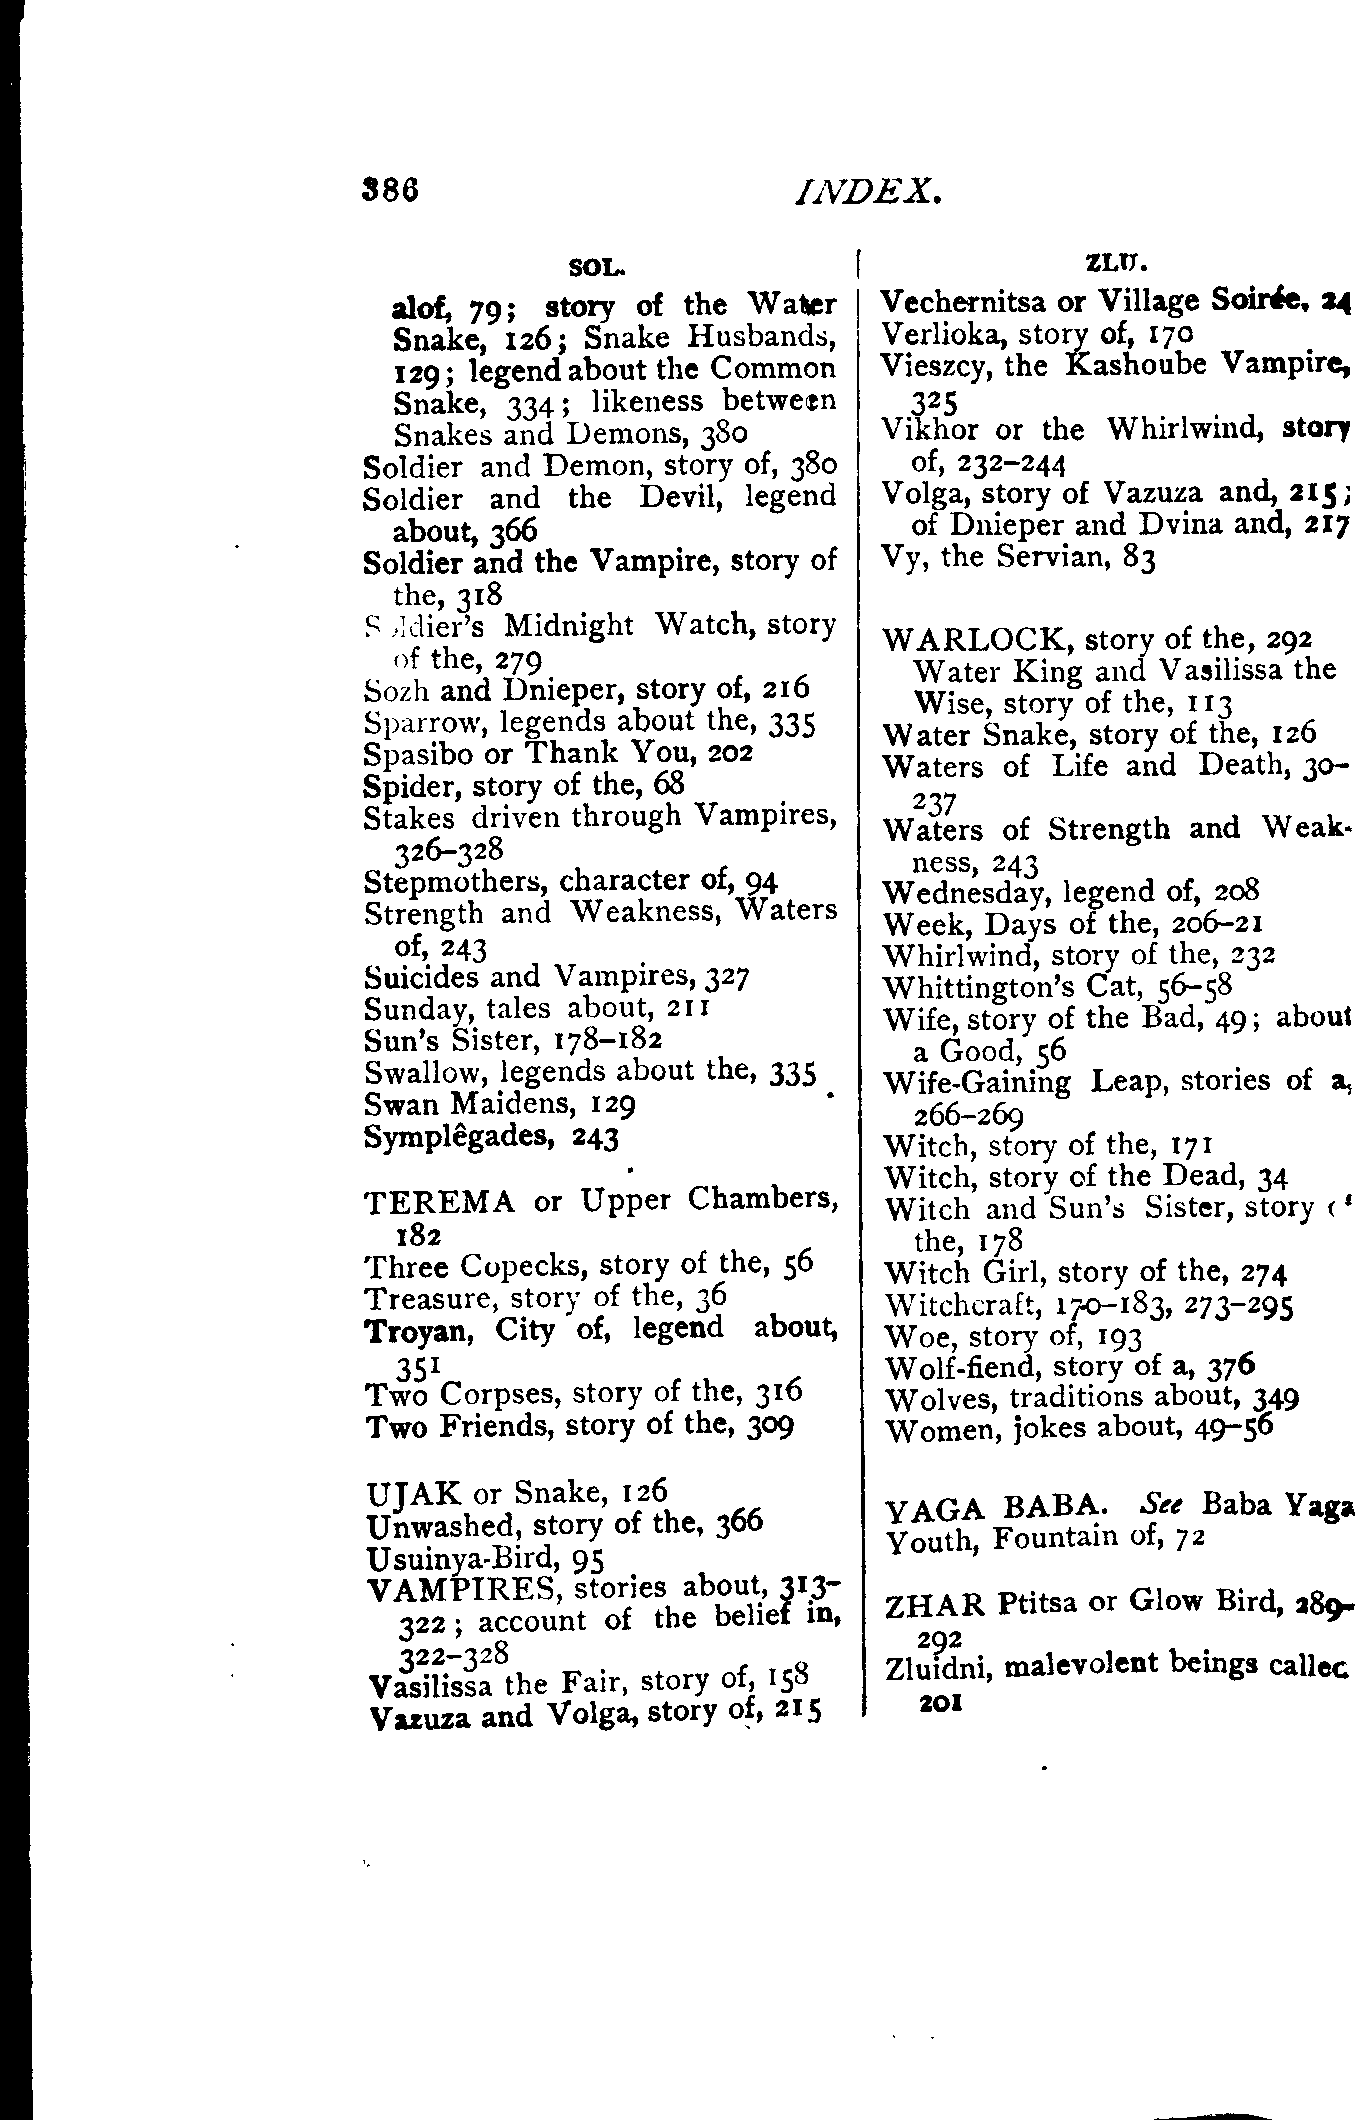 386
INDEX.
SOL.
alof, 79; story of the Water
Snake, 126; Snake Husbands,
129; legend about the Common
Snake, 334; likeness between
Snakes and Demons, 380
Soldier and Demon, story of, 380
Soldier and the Devil, legend
about, 366
Soldier and the Vampire, story of
the, 318
Soldier's Midnight Watch, story
of the, 279
Sozh and Dnieper, story of, 216
Sparrow, legends about the, 335
Spasibo or Thank You, 202
Spider, story of the, 68
Stakes driven through Vampires,
326–328
Stepmothers, character of, 94
Strength and Weakness, Waters
of, 243
Suicides and Vampires, 327
Sunday, tales about, 211
Sun's Sister, 178–182
Swallow, legends about the, 335
Swan Maidens, 129
Symplêgades, 243
TEREMA or Upper Chambers,
182
Three Copecks, story of the, 56
Treasure, story of the, 36
Troyan, City of, legend about,
351
Two Corpses, story of the, 316
Two Friends, story of the, 309
UJAK or Snake, 126
Unwashed, story of the, 366
Usuinya-Bird, 95
VAMPIRES, stories about, 313–
322; account of the belief in,
322–328
Vasilissa the Fair, story of, 158
Vazuza and Volga, story of, 215
ZLU.
Vechernitsa or Village Soirée, 24
Verlioka, story of, 170
Vieszcy, the Kashoube Vampire,
325
Vikhor or the Whirlwind, story
of, 232–244
Volga, story of Vazuza and, 215;
of Dnieper and Dvina and, 217
Vy, the Servian, 83
WARLOCK, story of the, 292
Water King and Vasilissa the
Wise, story of the, 113
Water Snake, story of the, 126
Waters of Life and Death, 30–
237
Waters of Strength and Weak-
ness, 243
Wednesday, legend of, 208
Week, Days of the, 206–21
Whirlwind, story of the, 232
Whittington's Cat, 56–58
Wife, story of the Bad, 49; about
a Good, 56
Wife-Gaining Leap, stories of a,
266–269
Witch, story of the, 171
Witch, story of the Dead, 34
Witch and Sun's Sister, story
the, 178
Witch Girl, story of the, 274
Witchcraft, 170–183, 273–295
Woe, story of, 193
Wolf-fiend, story of a, 376
Wolves, traditions about, 349
Women, jokes about, 49–56
YAGA BABA. See Baba Yaga
Youth, Fountain of, 72
ZHAR Ptitsa or Glow Bird, 289–
292
Zluidni, malevolent beings called
201